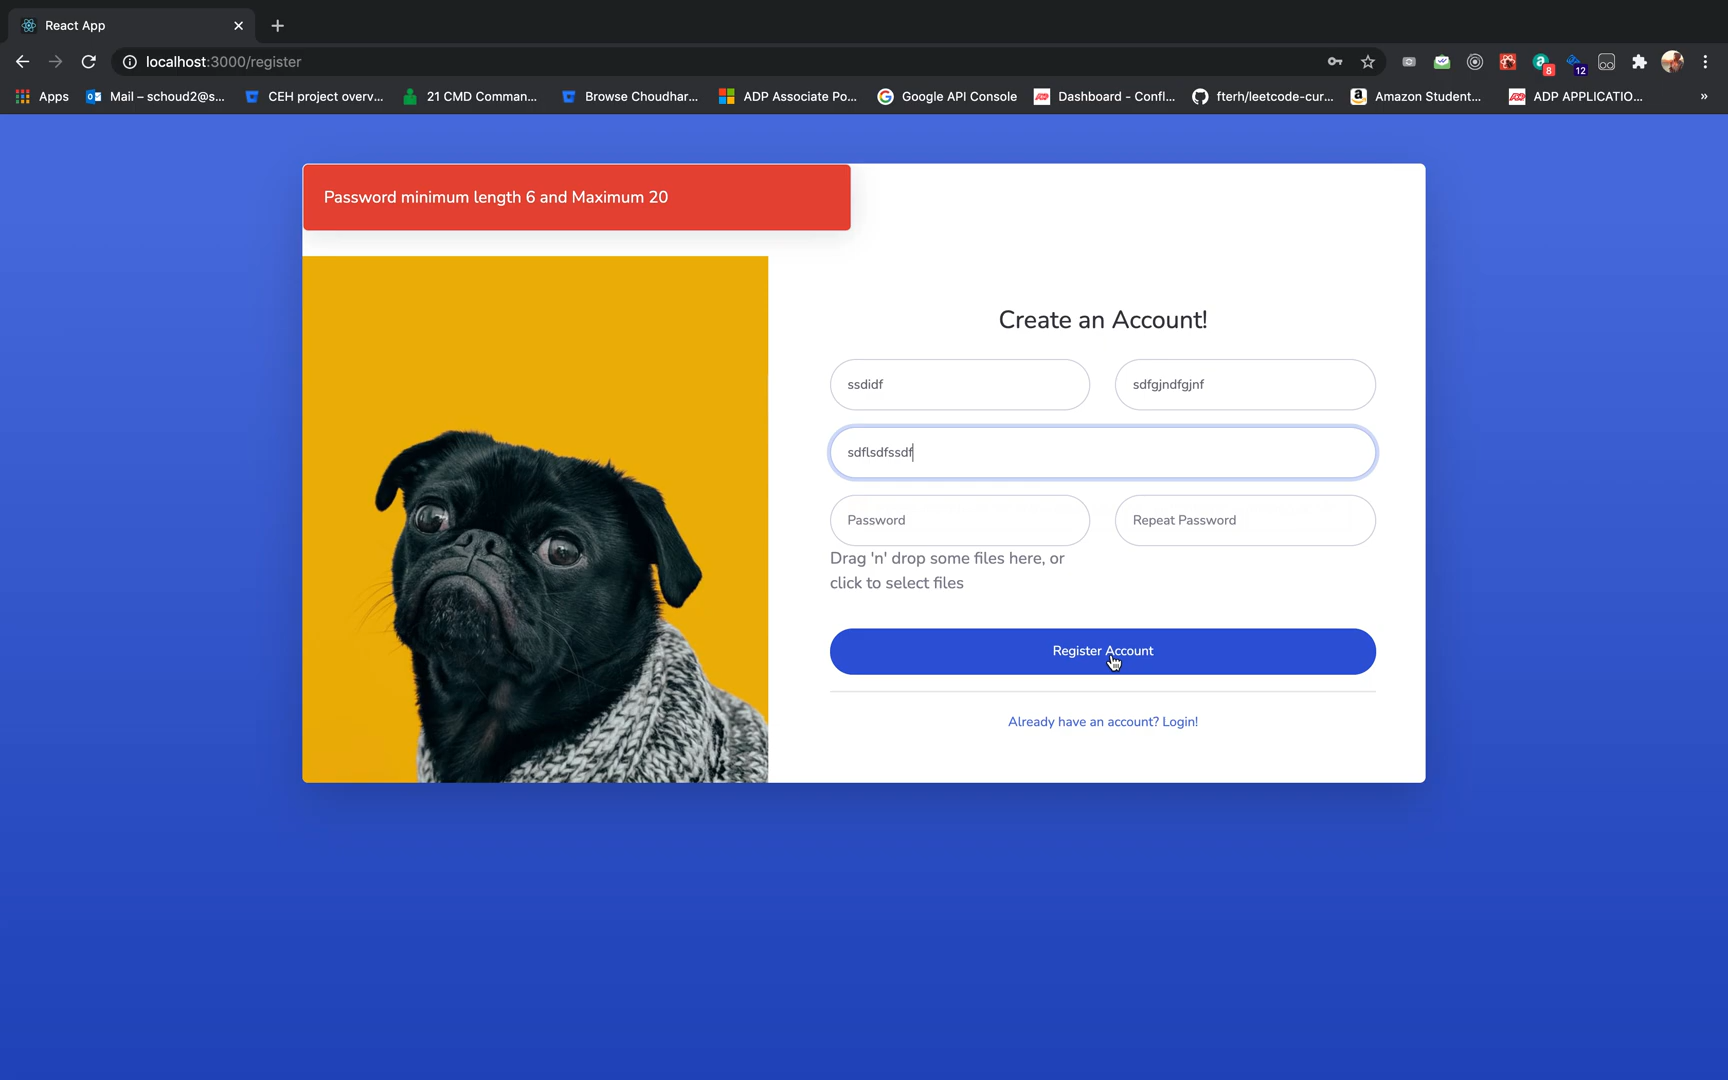 React App
localhost:3000/register
8
12
Apps
Mail – schoud2@s...
CEH project overv...
21 CMD Comman...
Browse Choudhar...
ADP Associate Po...
Google API Console
Dashboard - Confl...
fterh/leetcode-cur...
Amazon Student...
ADP APPLICATIO...
»
Password minimum length 6 and Maximum 20
Create an Account!
ssdidf
sdfgjndfgjnf
sdflsdfssdf
Password
Repeat Password
Drag 'n' drop some files here, or
click to select files
Register Account
Already have an account? Login!